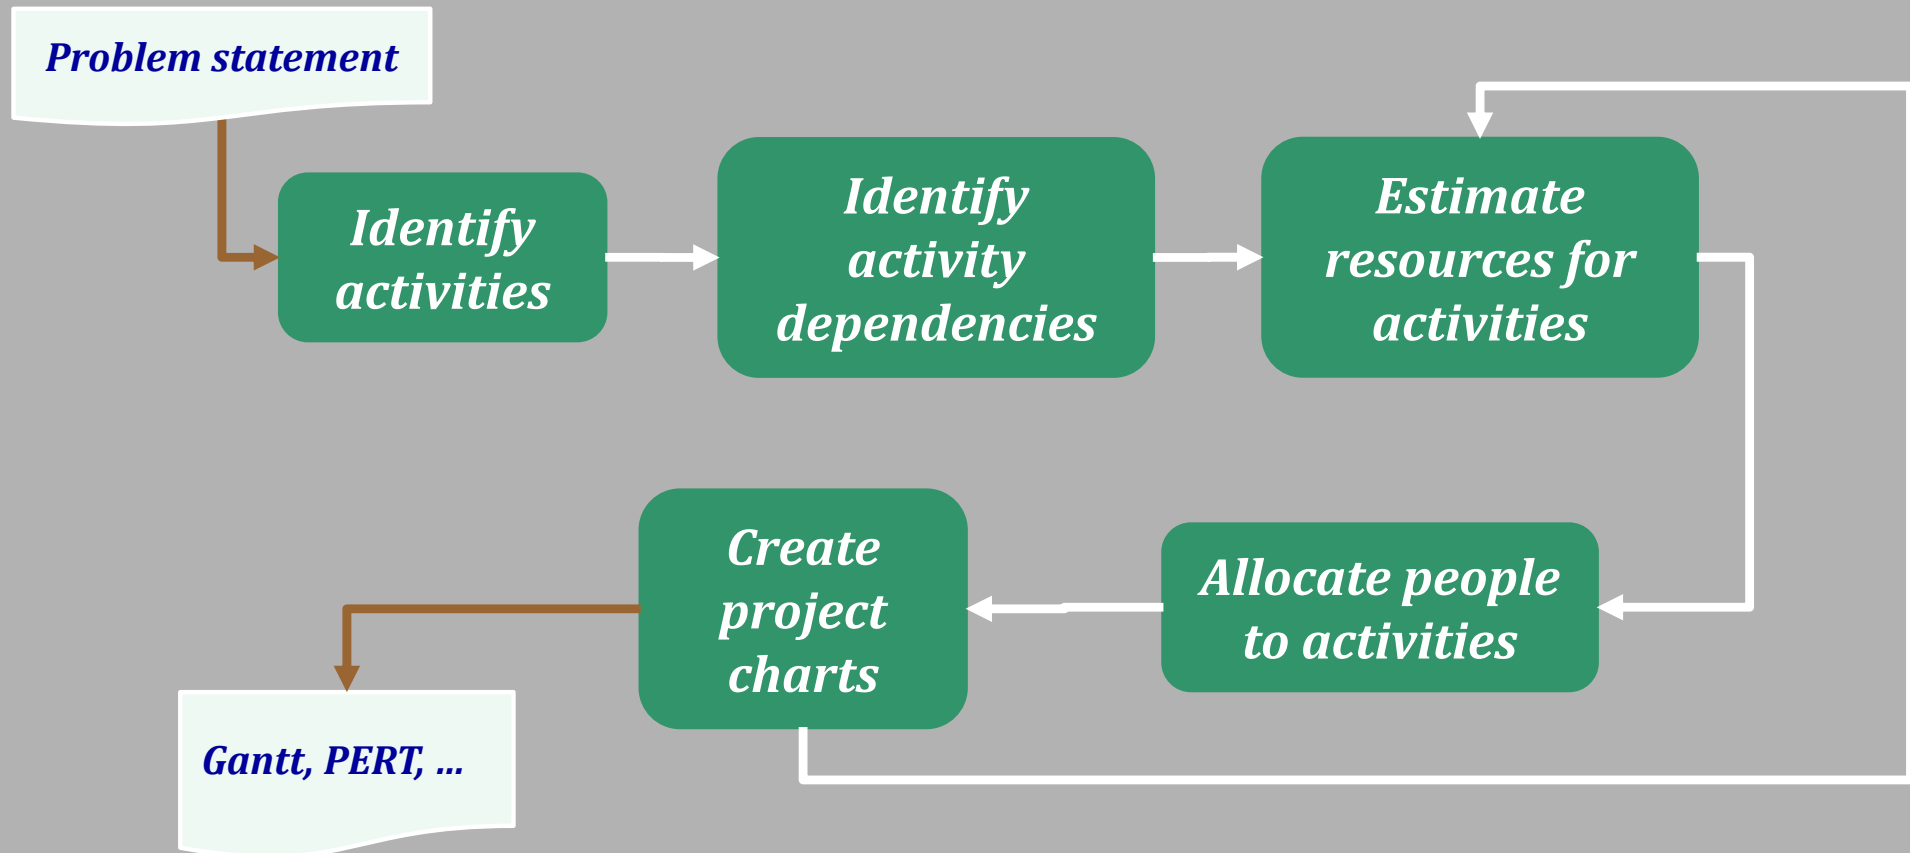 Problem statement
Identify
activities
Identify
activity
dependencies
Estimate
resources for
activities
Allocate people
to activities
Create
project
charts
Gantt, PERT, ...